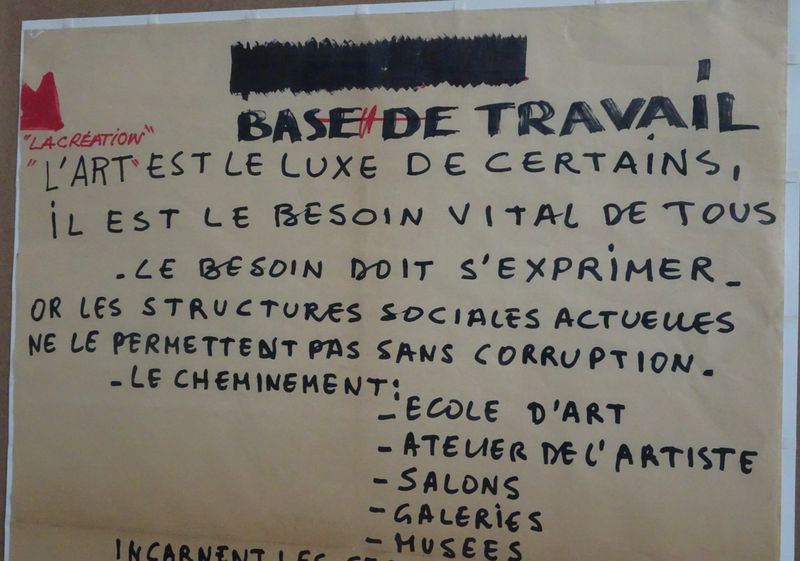 BASE DE TRAVAIL
"LA CRÉATION"
"L'ART" EST LE LUXE DE CERTAINS,
iL EST LE BESOIN VITAL DE TOUS
- LE BESOIN DOIT S'EXPRIMER -
OR LES STRUCTURES SOCIALES ACTUELLES
NE LE PERMETTENT PAS SANS CORRUPTION.
- LE CHEMINEMENT:
- ECOLE D'ART
- ATELIER DE L'ARTISTE
- SALONS
- GALERIES
- MUSEES
INCARNENT LES